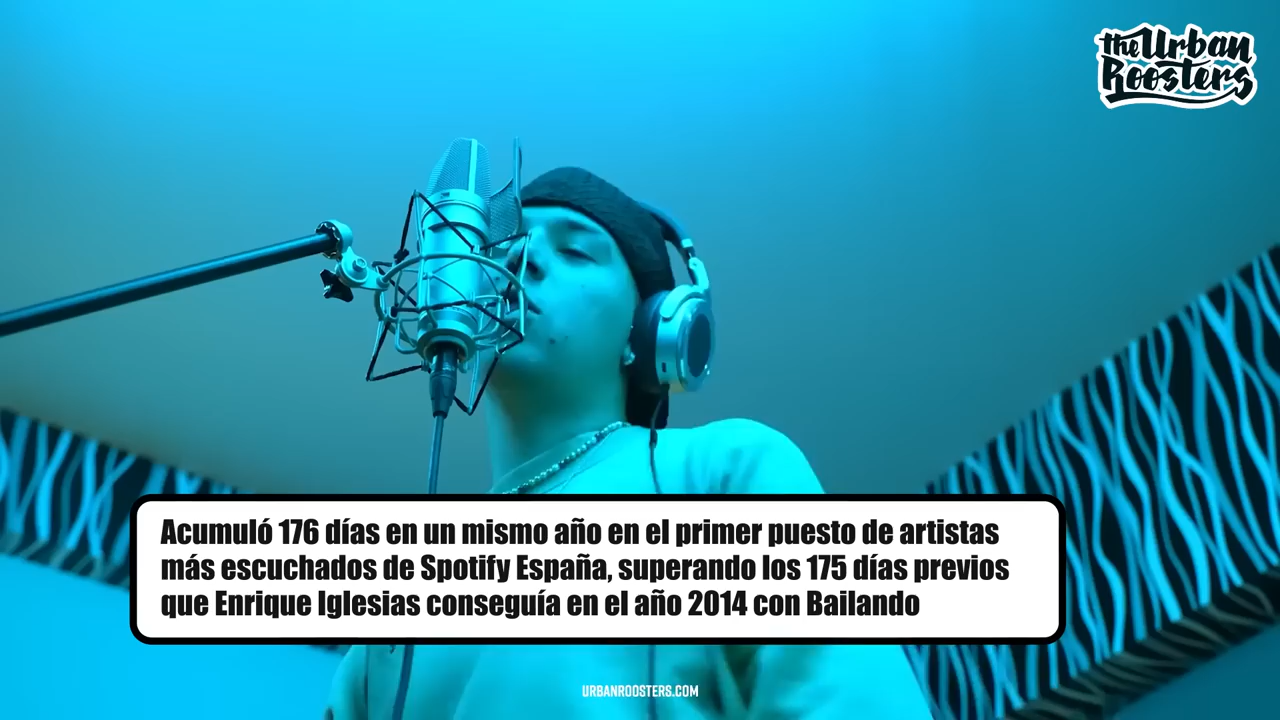 the Urban
Roosters
Acumuló 176 días en un mismo año en el primer puesto de artistas
más escuchados de Spotify España, superando los 175 días previos
que Enrique Iglesias conseguía en el año 2014 con Bailando
URBANROOSTERS.COM